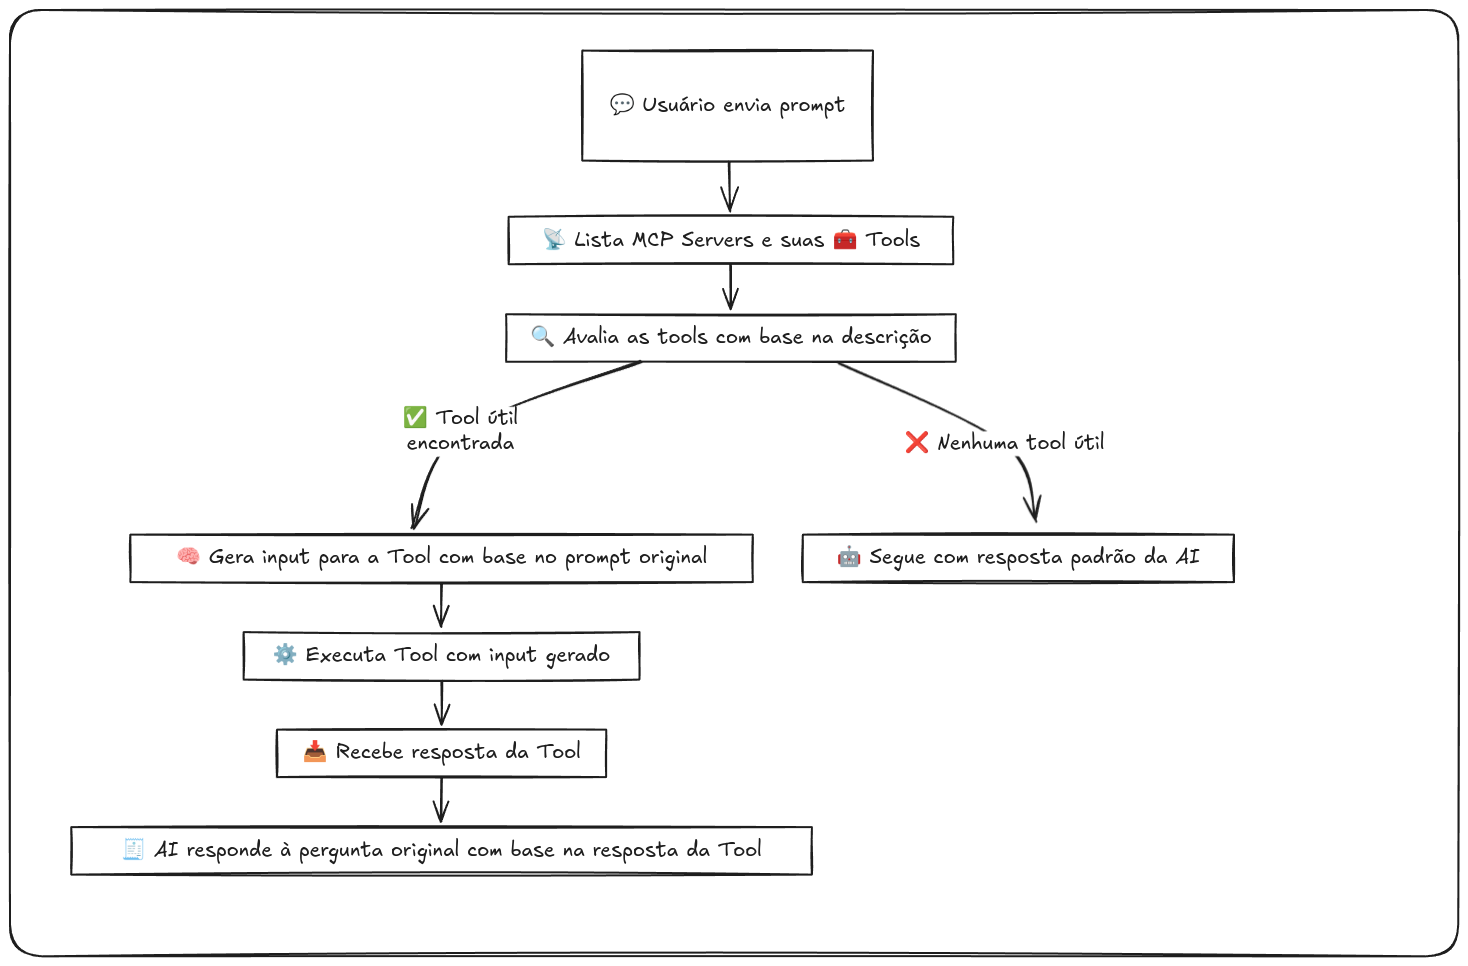 💬 Usuário envia prompt
📡 Lista MCP Servers e suas 🧰 Tools
🔍 Avalia as tools com base na descrição
✅ Tool útil
encontrada
❌ Nenhuma tool útil
🧠 Gera input para a Tool com base no prompt original
🤖 Segue com resposta padrão da AI
⚙️ Executa Tool com input gerado
📥 Recebe resposta da Tool
🧾 AI responde à pergunta original com base na resposta da Tool